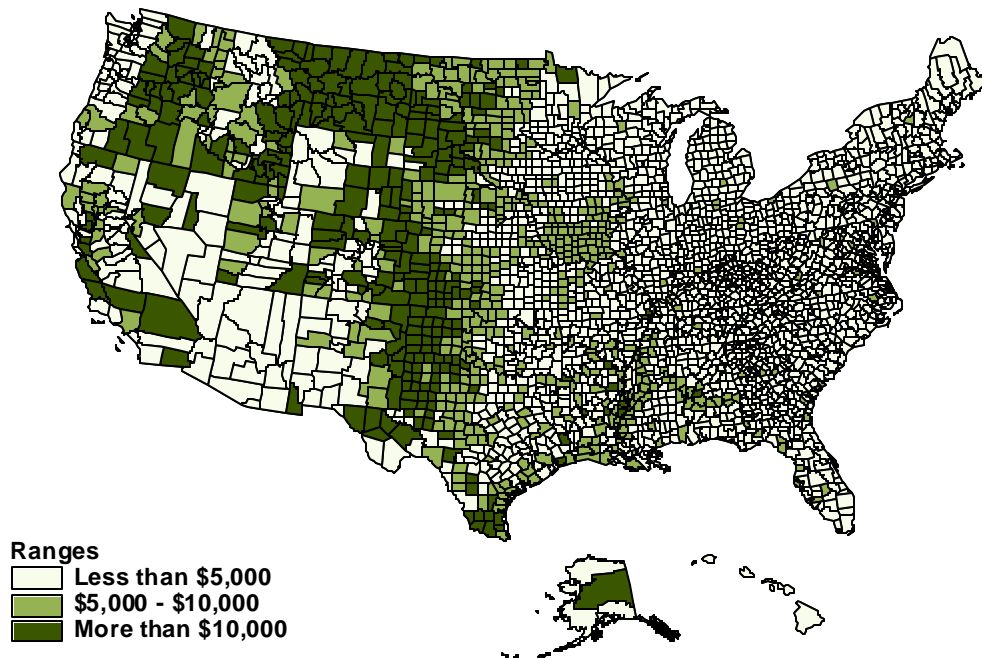 Ranges
Less than $5,000
$5,000 - $10,000
More than $10,000